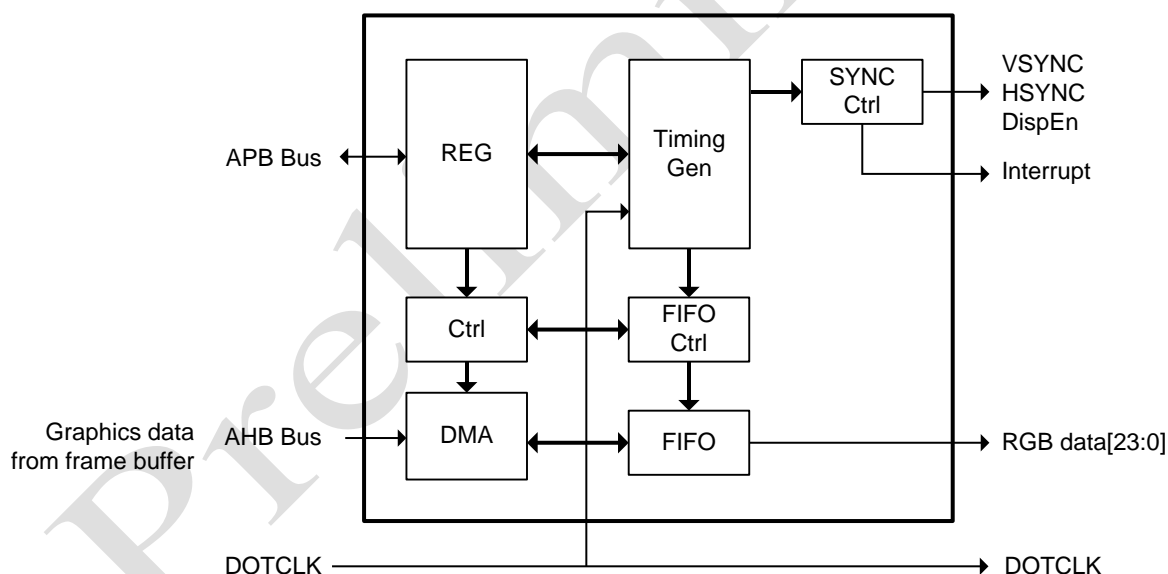 VSYNC
HSYNC
DispEn
SYNC
Ctrl
Timing
Gen
REG
APB Bus
Interrupt
Ctrl
FIFO
Ctrl
Graphics data
from frame buffer
AHB Bus
DMA
FIFO
RGB data[23:0]
DOTCLK
DOTCLK